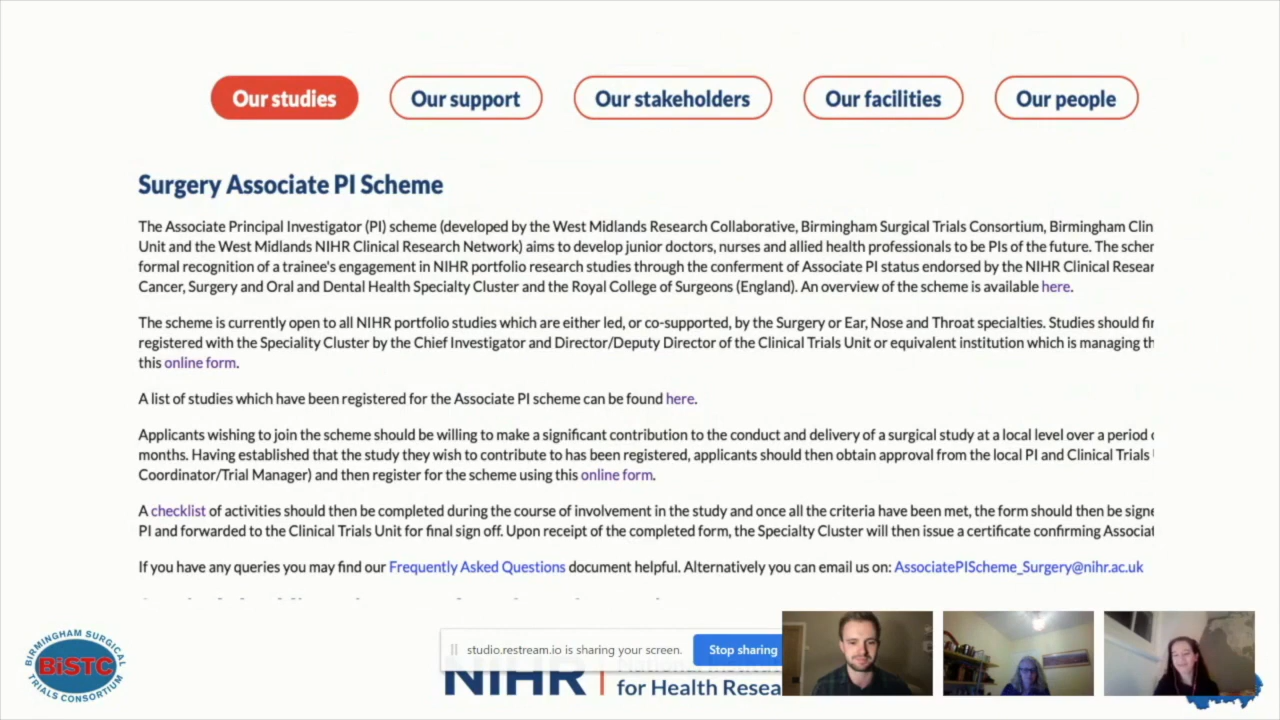 Our studies
Our support
Our stakeholders
Our facilities
Our people
Surgery Associate PI Scheme
The Associate Principal Investigator (PI) scheme (developed by the West Midlands Research Collaborative, Birmingham Surgical Trials Consortium, Birmingham Clin
Unit and the West Midlands NIHR Clinical Research Network) aims to develop junior doctors, nurses and allied health professionals to be PIs of the future. The scher
formal recognition of a trainee's engagement in NIHR portfolio research studies through the conferment of Associate PI status endorsed by the NIHR Clinical Resear
Cancer, Surgery and Oral and Dental Health Specialty Cluster and the Royal College of Surgeons (England). An overview of the scheme is available here.
The scheme is currently open to all NIHR portfolio studies which are either led, or co-supported, by the Surgery or Ear, Nose and Throat specialties. Studies should fir
registered with the Speciality Cluster by the Chief Investigator and Director/Deputy Director of the Clinical Trials Unit or equivalent institution which is managing th
this online form.
A list of studies which have been registered for the Associate PI scheme can be found here.
Applicants wishing to join the scheme should be willing to make a significant contribution to the conduct and delivery of a surgical study at a local level over a period
months. Having established that the study they wish to contribute to has been registered, applicants should then obtain approval from the local PI and Clinical Trials
Coordinator/Trial Manager) and then register for the scheme using this online form.
A checklist of activities should then be completed during the course of involvement in the study and once all the criteria have been met, the form should then be signe
PI and forwarded to the Clinical Trials Unit for final sign off. Upon receipt of the completed form, the Specialty Cluster will then issue a certificate confirming Associat
If you have any queries you may find our Frequently Asked Questions document helpful. Alternatively you can email us on: AssociatePIScheme_Surgery@nihr.ac.uk
BIRMINGHAM SURGICAL
BiSTC
TRIALS CONSORTIUM
studio.restream.io is sharing your screen.
Stop sharing
NIHR
for Health Resea